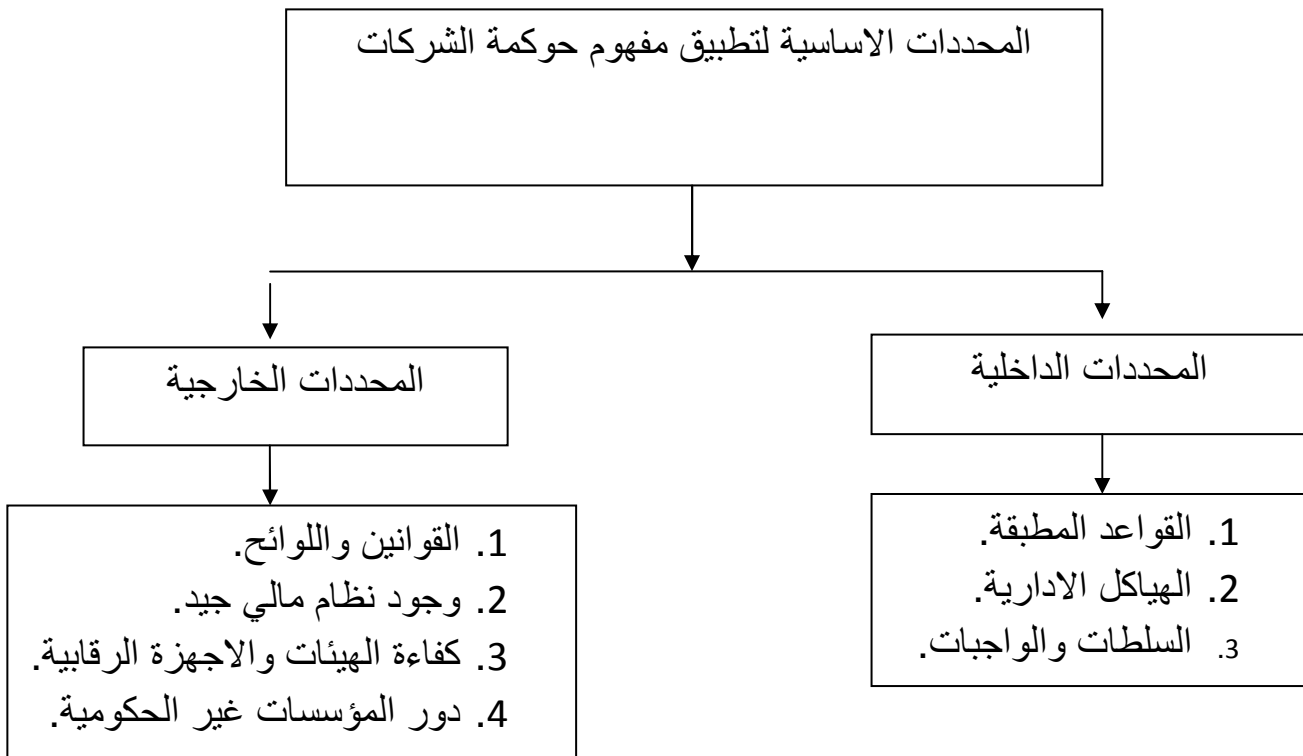 المحددات الاساسية لتطبيق مفهوم حوكمة الشركات
المحددات الداخلية
المحددات الخارجية
1. القواعد المطبقة.
2. الهياكل الادارية.
3. السلطات والواجبات.
1. القوانين واللوائح.
2. وجود نظام مالي جيد.
3. كفاءة الهيئات والاجهزة الرقابية.
4. دور المؤسسات غير الحكومية.